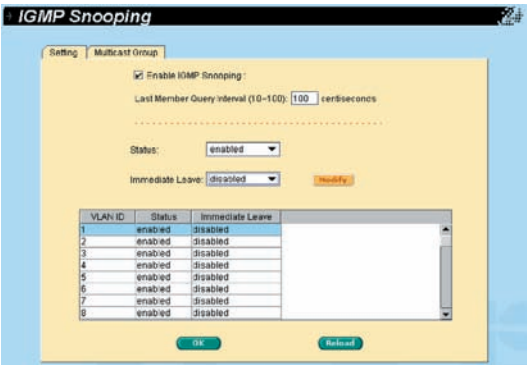 IGMP Snooping
Setting Multicast Group
Enable IGMP Snooping :
Last Member Query Interval (10~100): 100 centiseconds
Status: enabled
Immediate Leave: disabled Modify
VLAN ID Status Immediate Leave
1 enabled disabled
2 enabled disabled
3 enabled disabled
4 enabled disabled
5 enabled disabled
6 enabled disabled
7 enabled disabled
8 enabled disabled
OK Reload